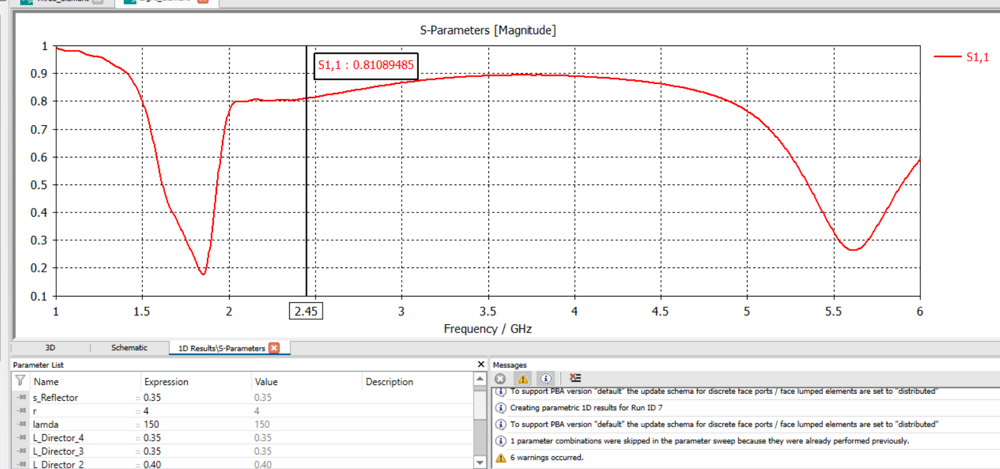 S-Parameters [Magnitude]
S1,1 : 0.81089485
S1,1
1
0.9
0.8
0.7
0.6
0.5
0.4
0.3
0.2
0.1
1 1.5 2 2.45 3 3.5 4 4.5 5 5.5 6
Frequency / GHz
3D Schematic 1D Results\S-Parameters
Parameter List
Name Expression Value Description
s_Reflector = 0.35 0.35
r = 4 4
lamda = 150 150
L_Director_4 = 0.35 0.35
L_Director_3 = 0.35 0.35
L_Director_2 = 0.40 0.40
Messages
To support PBA version "default" the update schema for discrete face ports / face lumped elements are set to "distributed"
Creating parametric 1D results for Run ID 7
To support PBA version "default" the update schema for discrete face ports / face lumped elements are set to "distributed"
1 parameter combinations were skipped in the parameter sweep because they were already performed previously.
6 warnings occurred.